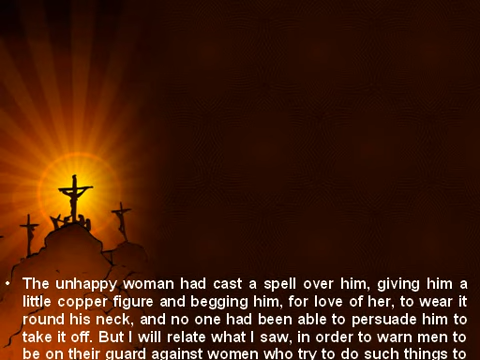 • The unhappy woman had cast a spell over him, giving him a
little copper figure and begging him, for love of her, to wear it
round his neck, and no one had been able to persuade him to
take it off. But I will relate what I saw, in order to warn men to
be on their guard against women who try to do such things to